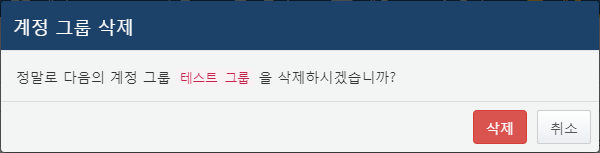 계정 그룹 삭제
정말로 다음의 계정 그룹 테스트 그룹 을 삭제하시겠습니까?
삭제 취소